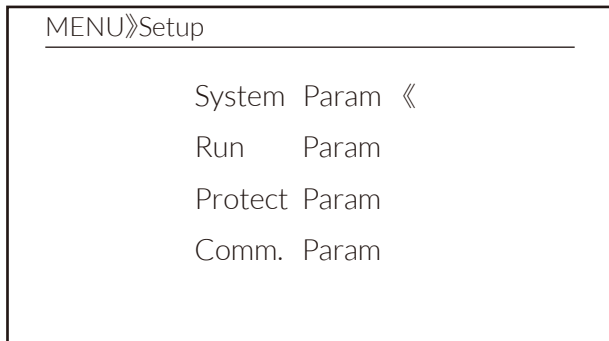 MENU》Setup
System Param 《
Run Param
Protect Param
Comm. Param